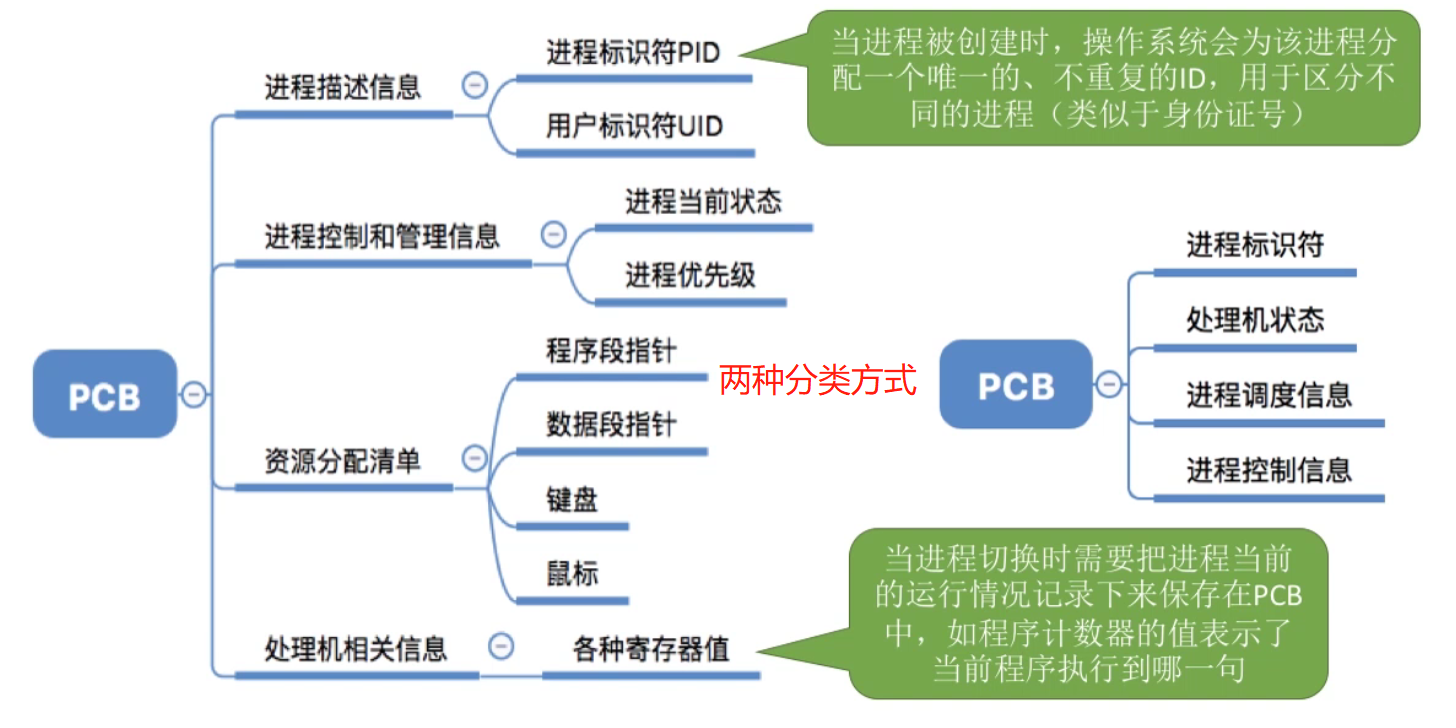 进程标识符PID
当进程被创建时，操作系统会为该进程分
配一个唯一的、不重复的ID，用于区分不
同的进程（类似于身份证号）
进程描述信息
用户标识符UID
进程当前状态
进程控制和管理信息
进程优先级
PCB
程序段指针
数据段指针
资源分配清单
键盘
鼠标
处理机相关信息
各种寄存器值
当进程切换时需要把进程当前
的运行情况记录下来保存在PCB
中，如程序计数器的值表示了
当前程序执行到哪一句
两种分类方式
PCB
进程标识符
处理机状态
进程调度信息
进程控制信息